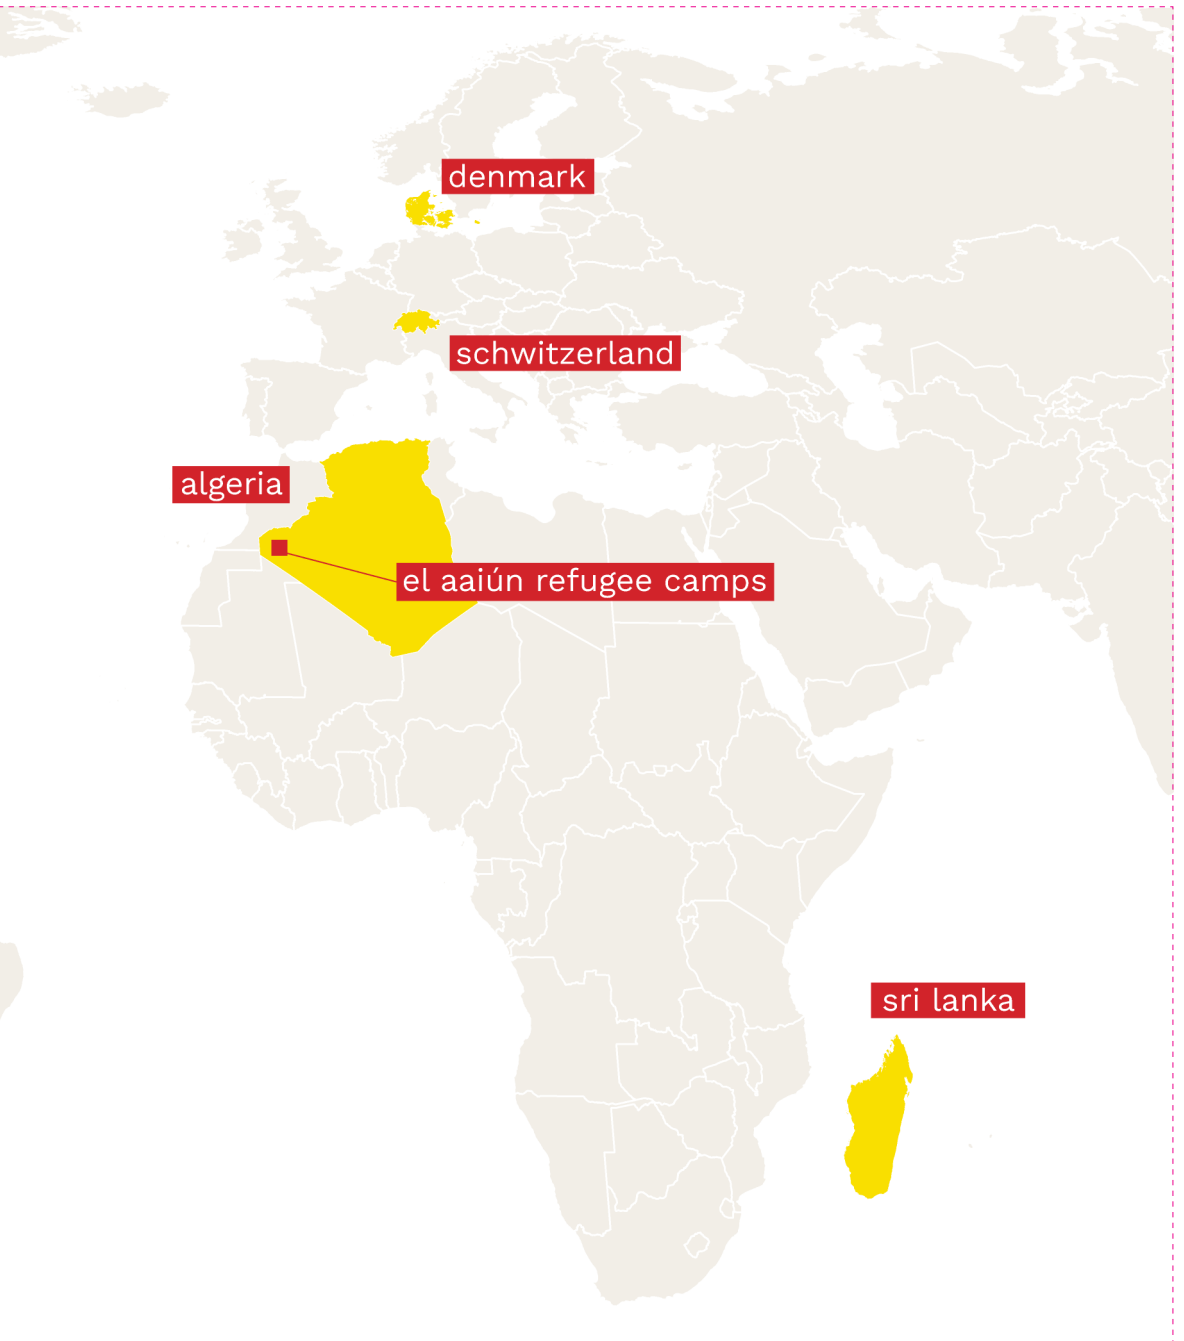 denmark
schwitzerland
algeria
el aaiún refugee camps
sri lanka